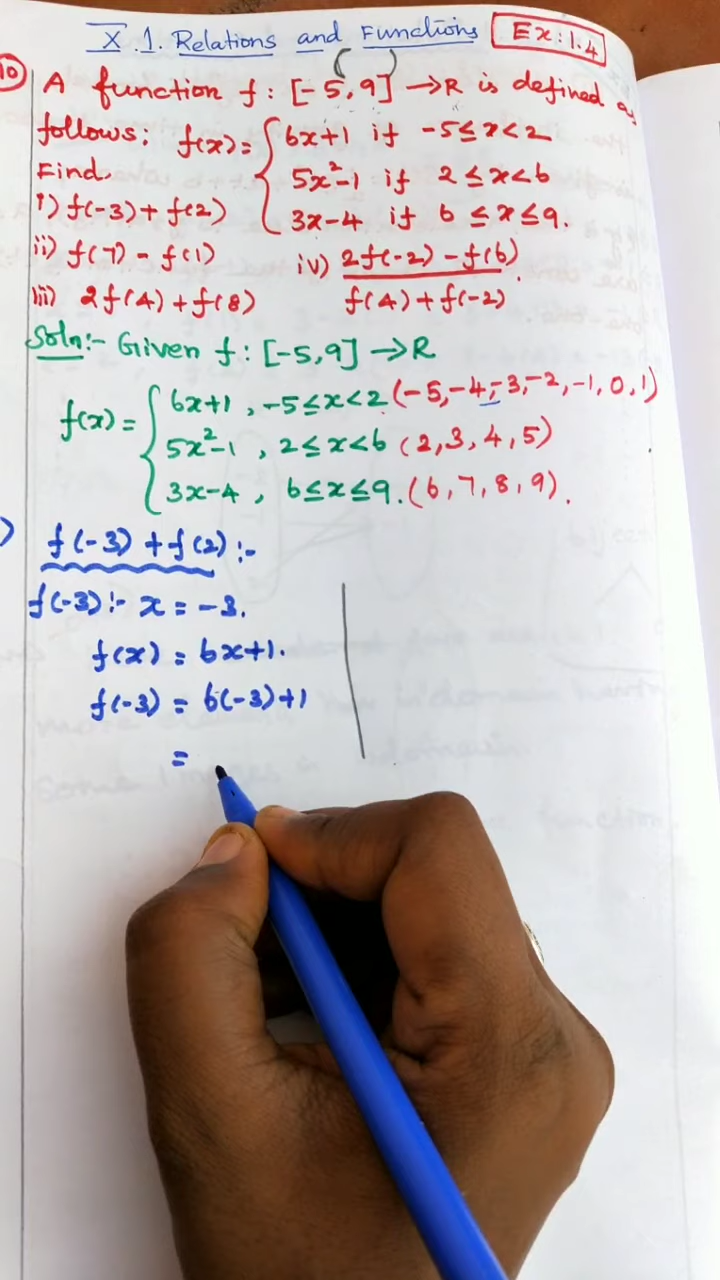 X.1. Relations and Functions Ex: 1.4
10 A function f : [-5, 9] → R is defined as
follows: f(x) = { 6x+1 if -5 ≤ x < 2
Find. 5x²-1 if 2 ≤ x < 6
i) f(-3) + f(2) 3x-4 if 6 ≤ x ≤ 9.
ii) f(7) - f(1) iv) 2f(-2) - f(6)
iii) 2f(4) + f(8) f(4) + f(-2)
Soln:- Given f : [-5, 9] → R
f(x) = { 6x+1 , -5 ≤ x < 2 (-5, -4, -3, -2, -1, 0, 1)
5x²-1 , 2 ≤ x < 6 (2, 3, 4, 5)
3x-4 , 6 ≤ x ≤ 9. (6, 7, 8, 9).
) f(-3) + f(2) :-
f(-3) :- x = -3.
f(x) = 6x+1.
f(-3) = 6(-3)+1
=